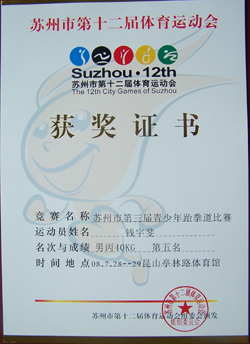 苏州市第十二届体育运动会
Suzhou·12th
苏州市第十二届体育运动会
The 12th City Games of Suzhou
获奖证书
竞赛名称 苏州市第三届青少年跆拳道比赛
运动员姓名 钱宇斐
名次与成绩 男丙40KG 第五名
时间地点 08.7.28--29昆山亭林路体育馆
苏州市第十二届体育运动会组委会颁发